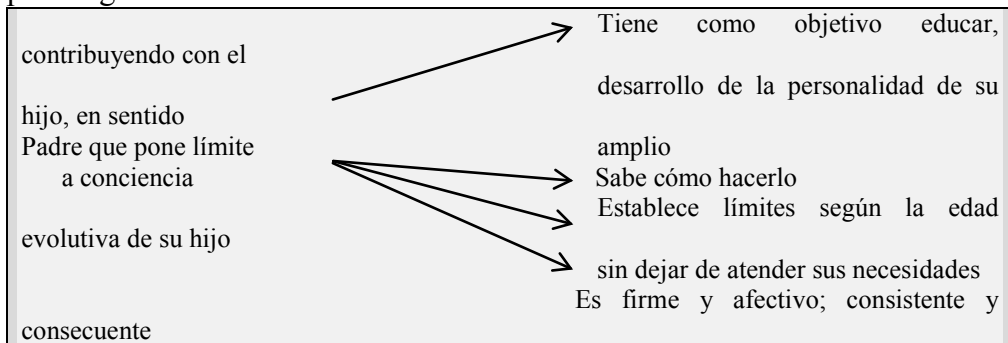 Tiene como objetivo educar,
contribuyendo con el
desarrollo de la personalidad de su
hijo, en sentido
Padre que pone límite amplio
a conciencia Sabe cómo hacerlo
Establece límites según la edad
evolutiva de su hijo
sin dejar de atender sus necesidades
Es firme y afectivo; consistente y
consecuente